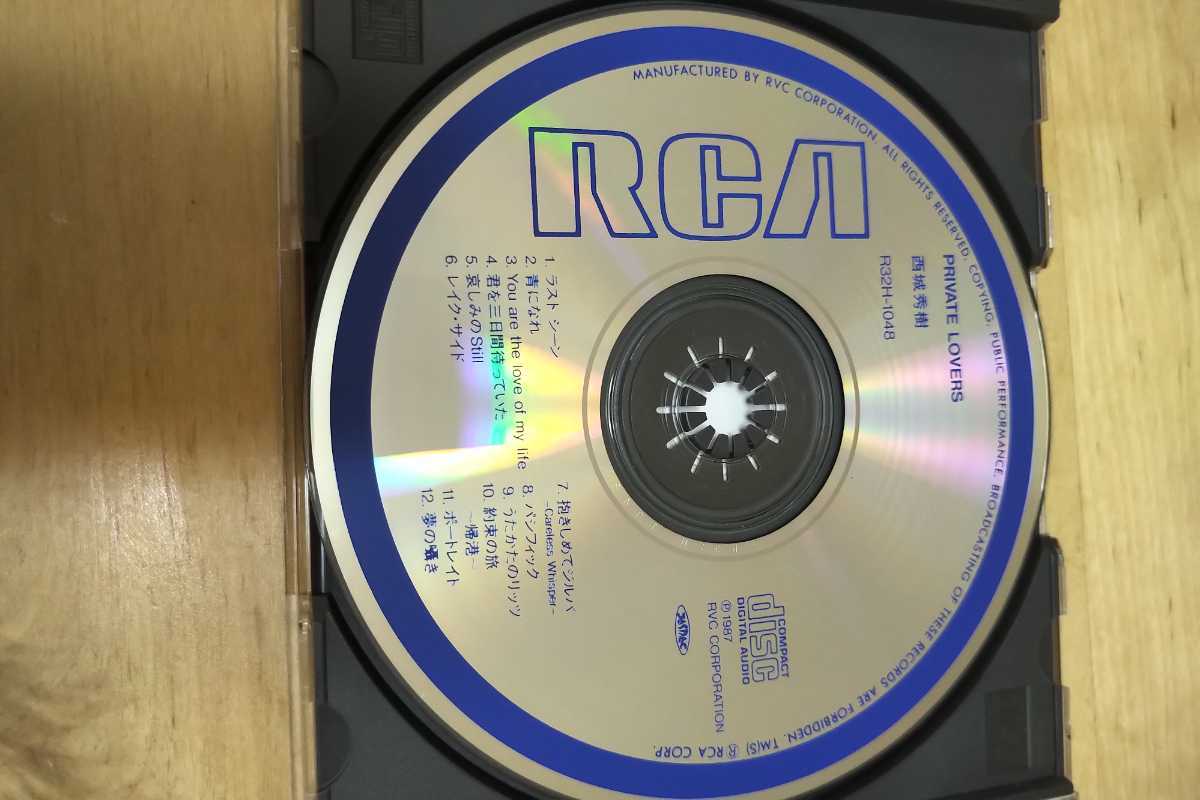 MANUFACTURED BY RVC CORPORATION. ALL RIGHTS RESERVED. COPYING, PUBLIC PERFORMANCE, BROADCASTING OF THESE RECORDS ARE FORBIDDEN. TM(S) ® RCA CORP.
RCA
PRIVATE LOVERS
西城秀樹
R32H-1048
1. ラスト シーン
2. 青になれ
3. You are the love of my life
4. 君を三日間待っていた
5. 哀しみのStill
6. レイク・サイド
7. 抱きしめてジルバ
-Careless Whisper-
8. パシフィック
9. うたかたのリッツ
10. 約束の旅
～帰港～
11. ポートレイト
12. 夢の囁き
COMPACT
disc
DIGITAL AUDIO
℗1987
RVC CORPORATION
JASRAC